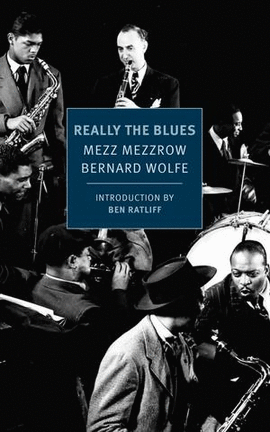 REALLY THE BLUES
MEZZ MEZZROW
BERNARD WOLFE
INTRODUCTION BY
BEN RATLIFF